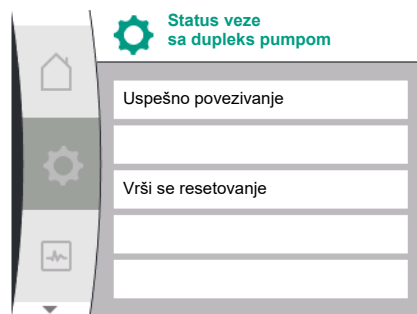 Status veze
sa dupleks pumpom
Uspešno povezivanje
Vrši se resetovanje